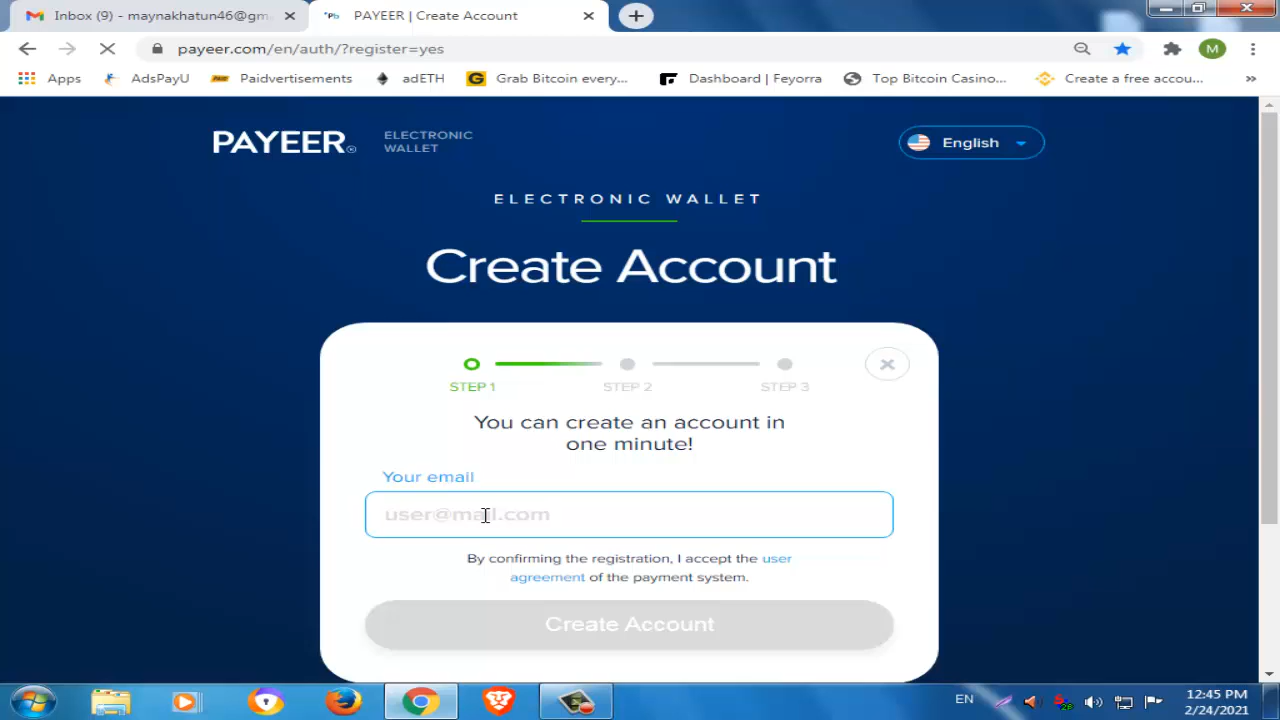 Inbox (9) - maynakhatun46@gm
PAYEER | Create Account
payeer.com/en/auth/?register=yes
M
Apps
AdsPayU
Paidvertisements
adETH
Grab Bitcoin every...
Dashboard | Feyorra
Top Bitcoin Casino...
Create a free accou...
PAYEER®
ELECTRONIC
WALLET
English
ELECTRONIC WALLET
Create Account
STEP 1
STEP 2
STEP 3
You can create an account in
one minute!
Your email
user@mail.com
By confirming the registration, I accept the user
agreement of the payment system.
Create Account
EN
12:45 PM
2/24/2021